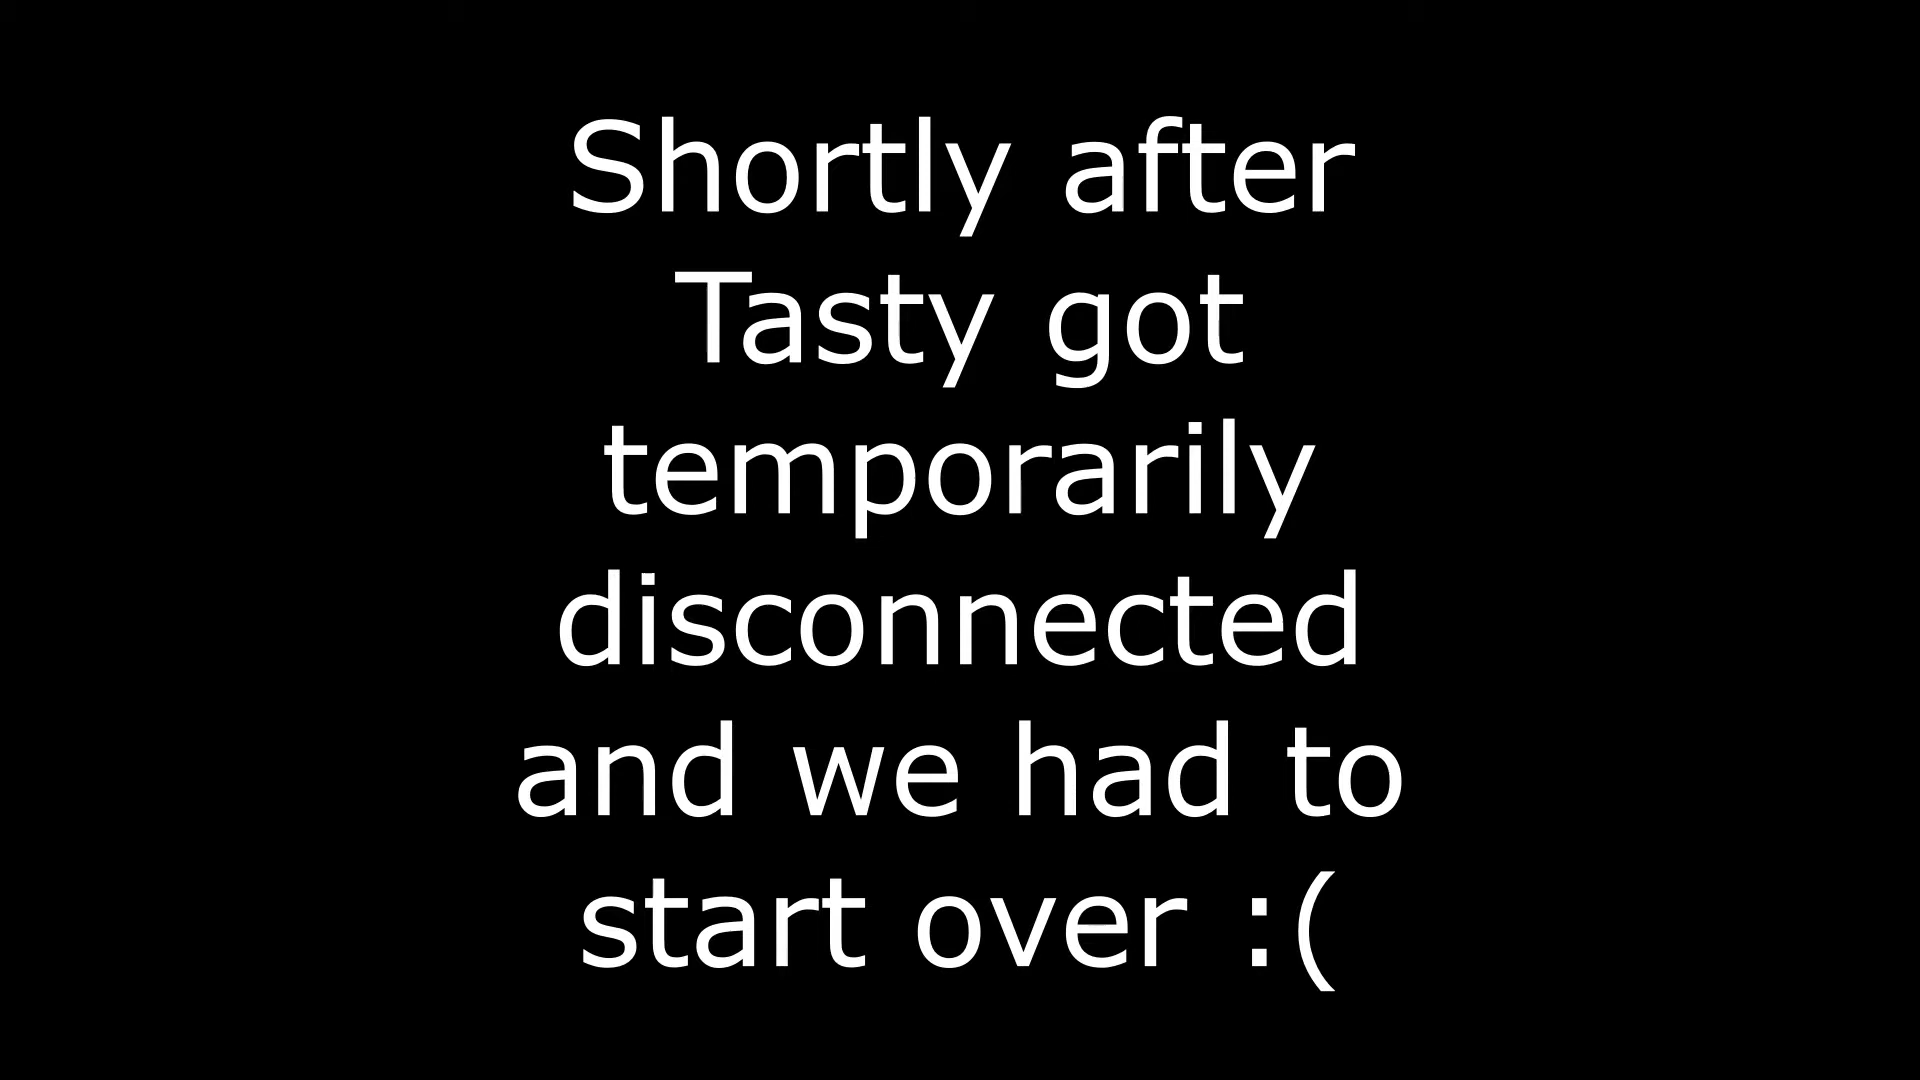 Shortly after
Tasty got
temporarily
disconnected
and we had to
start over :(